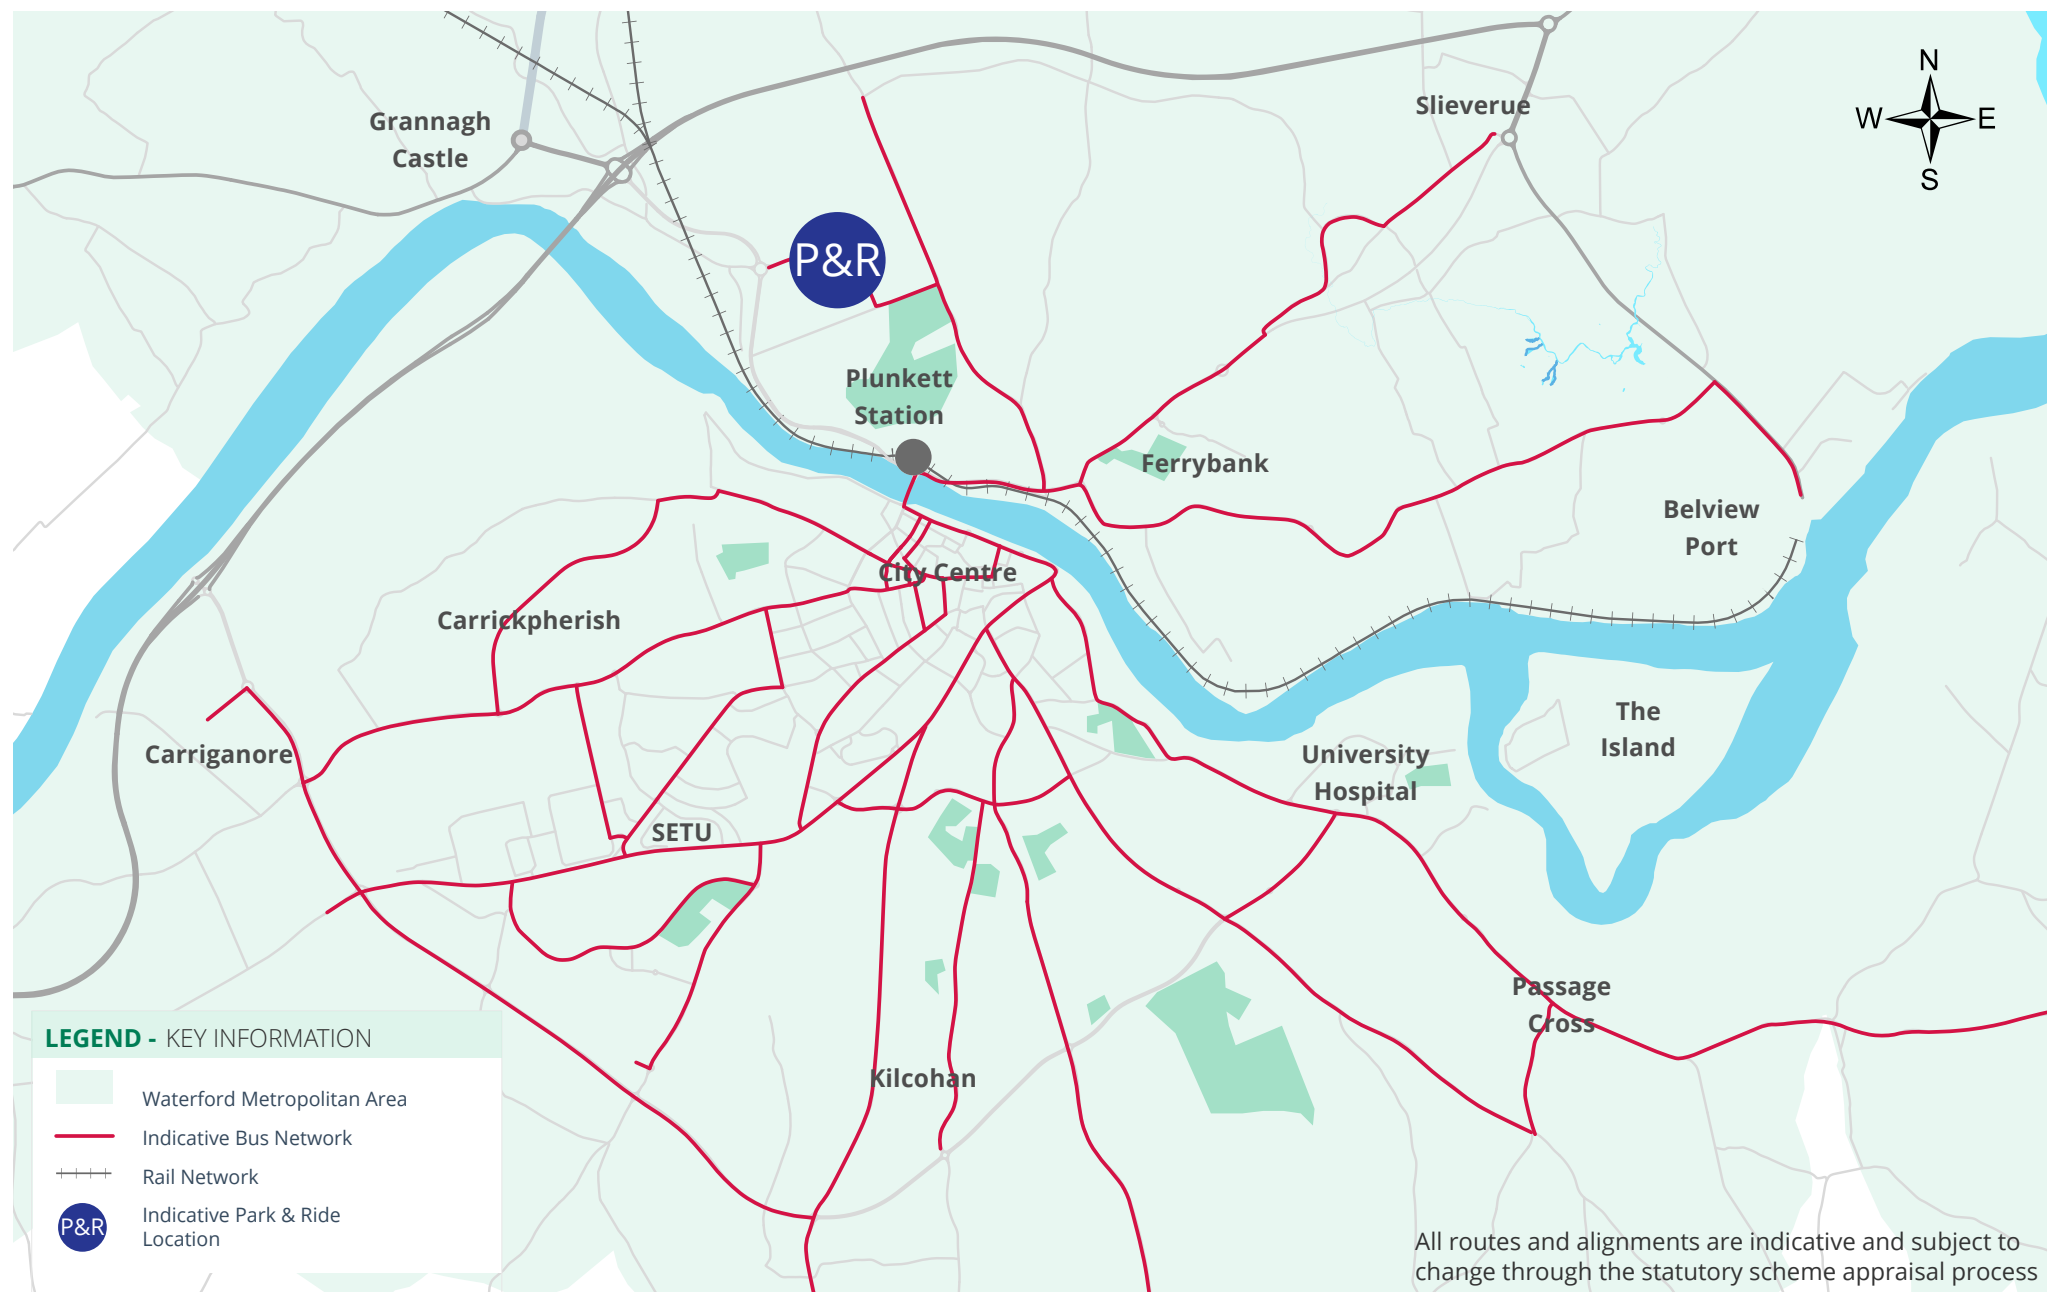 N
W E
S
Slieverue
Grannagh
Castle
P&R
Plunkett
Station
Ferrybank
Belview
Port
City Centre
Carrickpherish
The
Island
Carriganore
University
Hospital
SETU
Passage
Cross
Kilcohan
LEGEND - KEY INFORMATION
Waterford Metropolitan Area
Indicative Bus Network
Rail Network
P&R
Indicative Park & Ride
Location
All routes and alignments are indicative and subject to
change through the statutory scheme appraisal process